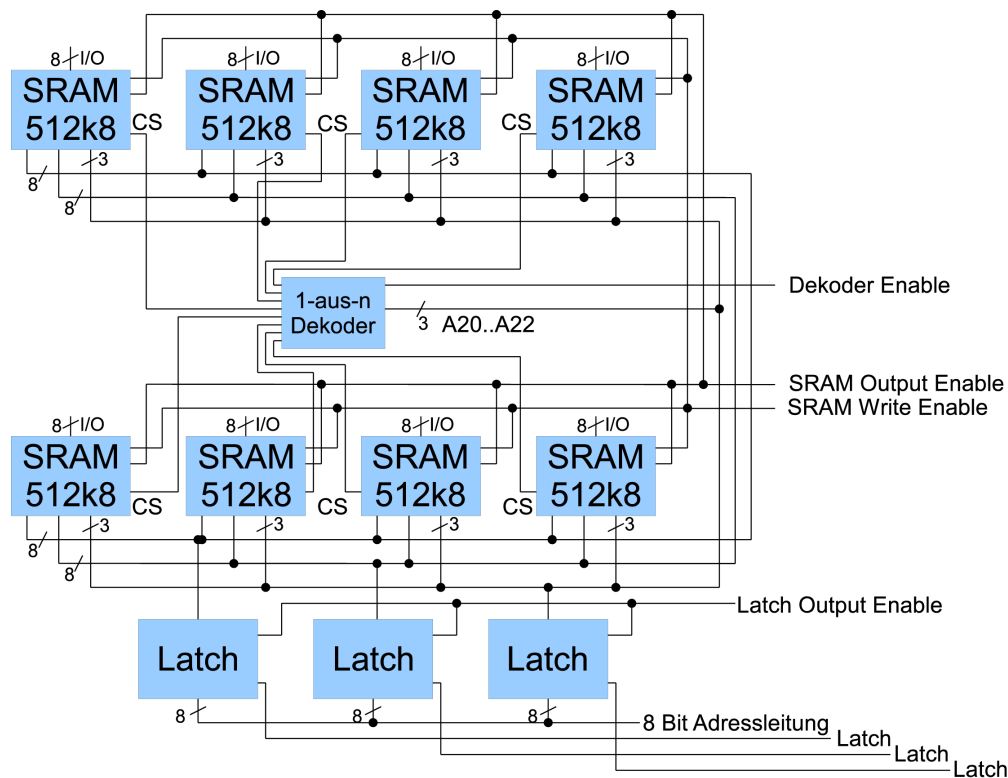 8 I/O 8 I/O 8 I/O 8 I/O
SRAM SRAM SRAM SRAM
512k8 CS 512k8 CS 512k8 CS 512k8
8 3 3 3 3
8
1-aus-n
Dekoder
Dekoder Enable
3 A20..A22
SRAM Output Enable
SRAM Write Enable
8 I/O 8 I/O 8 I/O 8 I/O
SRAM SRAM SRAM SRAM
512k8 512k8 512k8 512k8
CS CS CS
8 3 3 3 3
8
Latch Output Enable
Latch Latch Latch
8 8 8 8 Bit Adressleitung
Latch
Latch
Latch